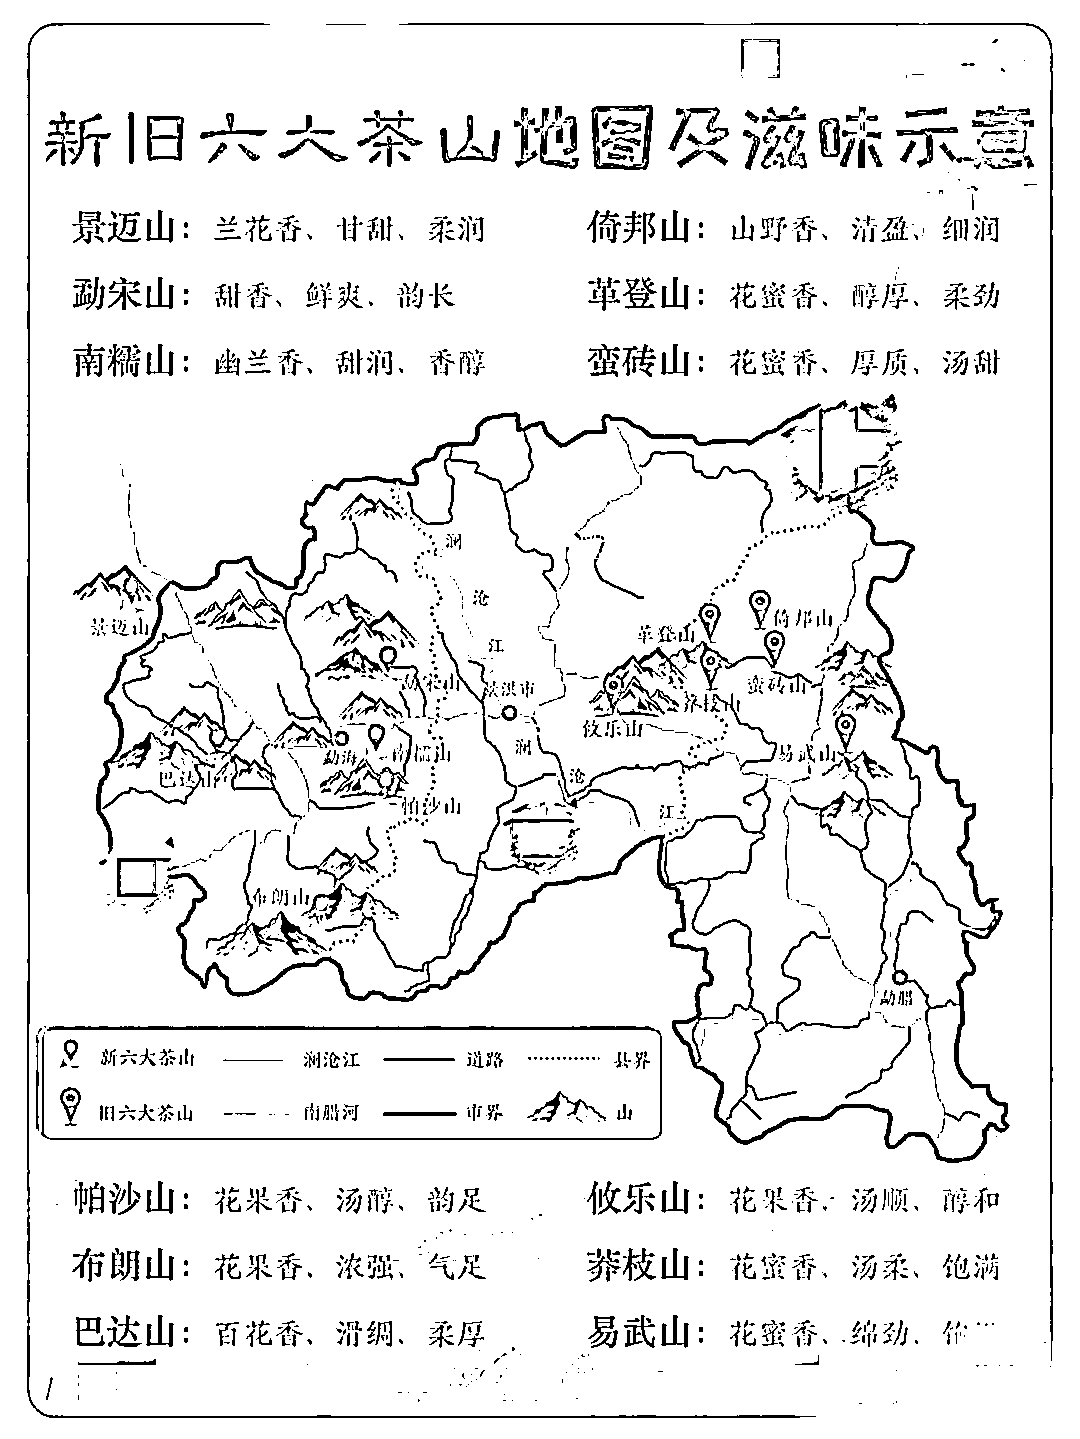 新旧六大茶山地图及滋味示意
景迈山：兰花香、甘甜、柔润
倚邦山：山野香、清盈、细润
勐宋山：甜香、鲜爽、韵长
革登山：花蜜香、醇厚、柔劲
南糯山：幽兰香、甜润、香醇
蛮砖山：花蜜香、厚质、汤甜
澜
沧
江
景迈山
革登山
倚邦山
勐宋山
景洪市
莽枝山
蛮砖山
攸乐山
勐海
南糯山
澜
易武山
巴达山
沧
帕沙山
江
布朗山
勐腊
新六大茶山
澜沧江
道路
县界
旧六大茶山
南腊河
市界
山
帕沙山：花果香、汤醇、韵足
攸乐山：花果香、汤顺、醇和
布朗山：花果香、浓强、气足
莽枝山：花蜜香、汤柔、饱满
巴达山：百花香、滑绸、柔厚
易武山：花蜜香、绵劲、